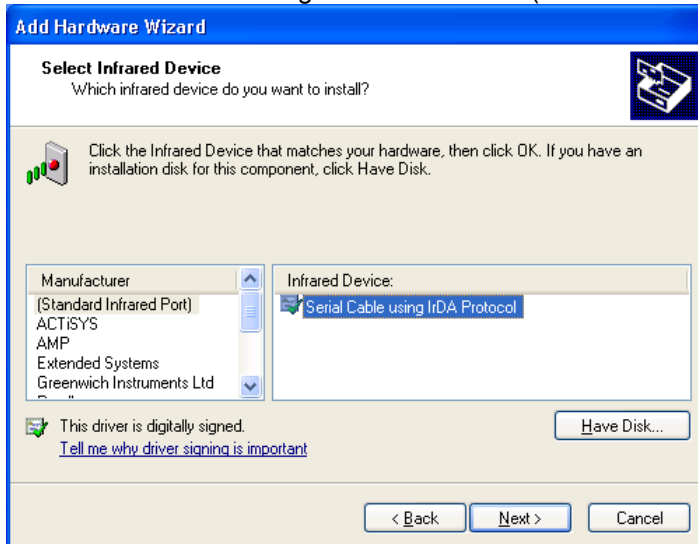 Add Hardware Wizard
Select Infrared Device
Which infrared device do you want to install?
Click the Infrared Device that matches your hardware, then click OK. If you have an
installation disk for this component, click Have Disk.
Manufacturer
(Standard Infrared Port)
ACTiSYS
AMP
Extended Systems
Greenwich Instruments Ltd
Infrared Device:
Serial Cable using IrDA Protocol
This driver is digitally signed.
Tell me why driver signing is important
Have Disk...
< Back
Next >
Cancel